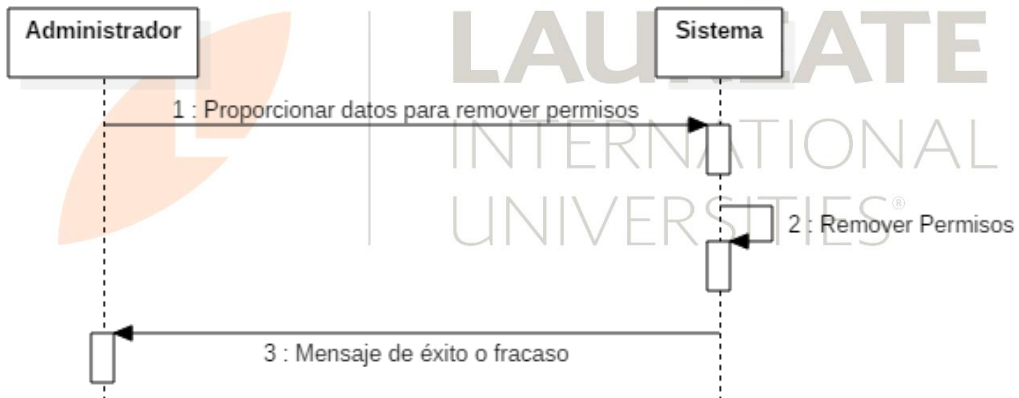 Administrador
Sistema
LAUREATE
INTERNATIONAL
UNIVERSITIES®
1 : Proporcionar datos para remover permisos
2 : Remover Permisos
3 : Mensaje de éxito o fracaso